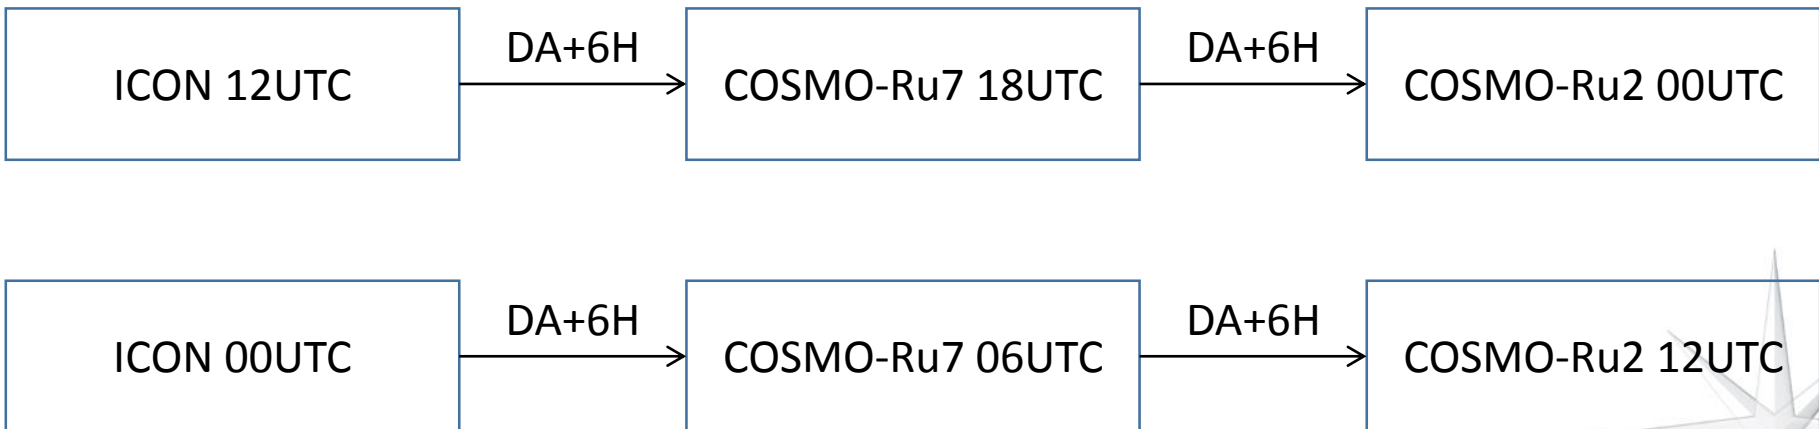 DA+6H DA+6H
ICON 12UTC COSMO-Ru7 18UTC COSMO-Ru2 00UTC
DA+6H DA+6H
ICON 00UTC COSMO-Ru7 06UTC COSMO-Ru2 12UTC